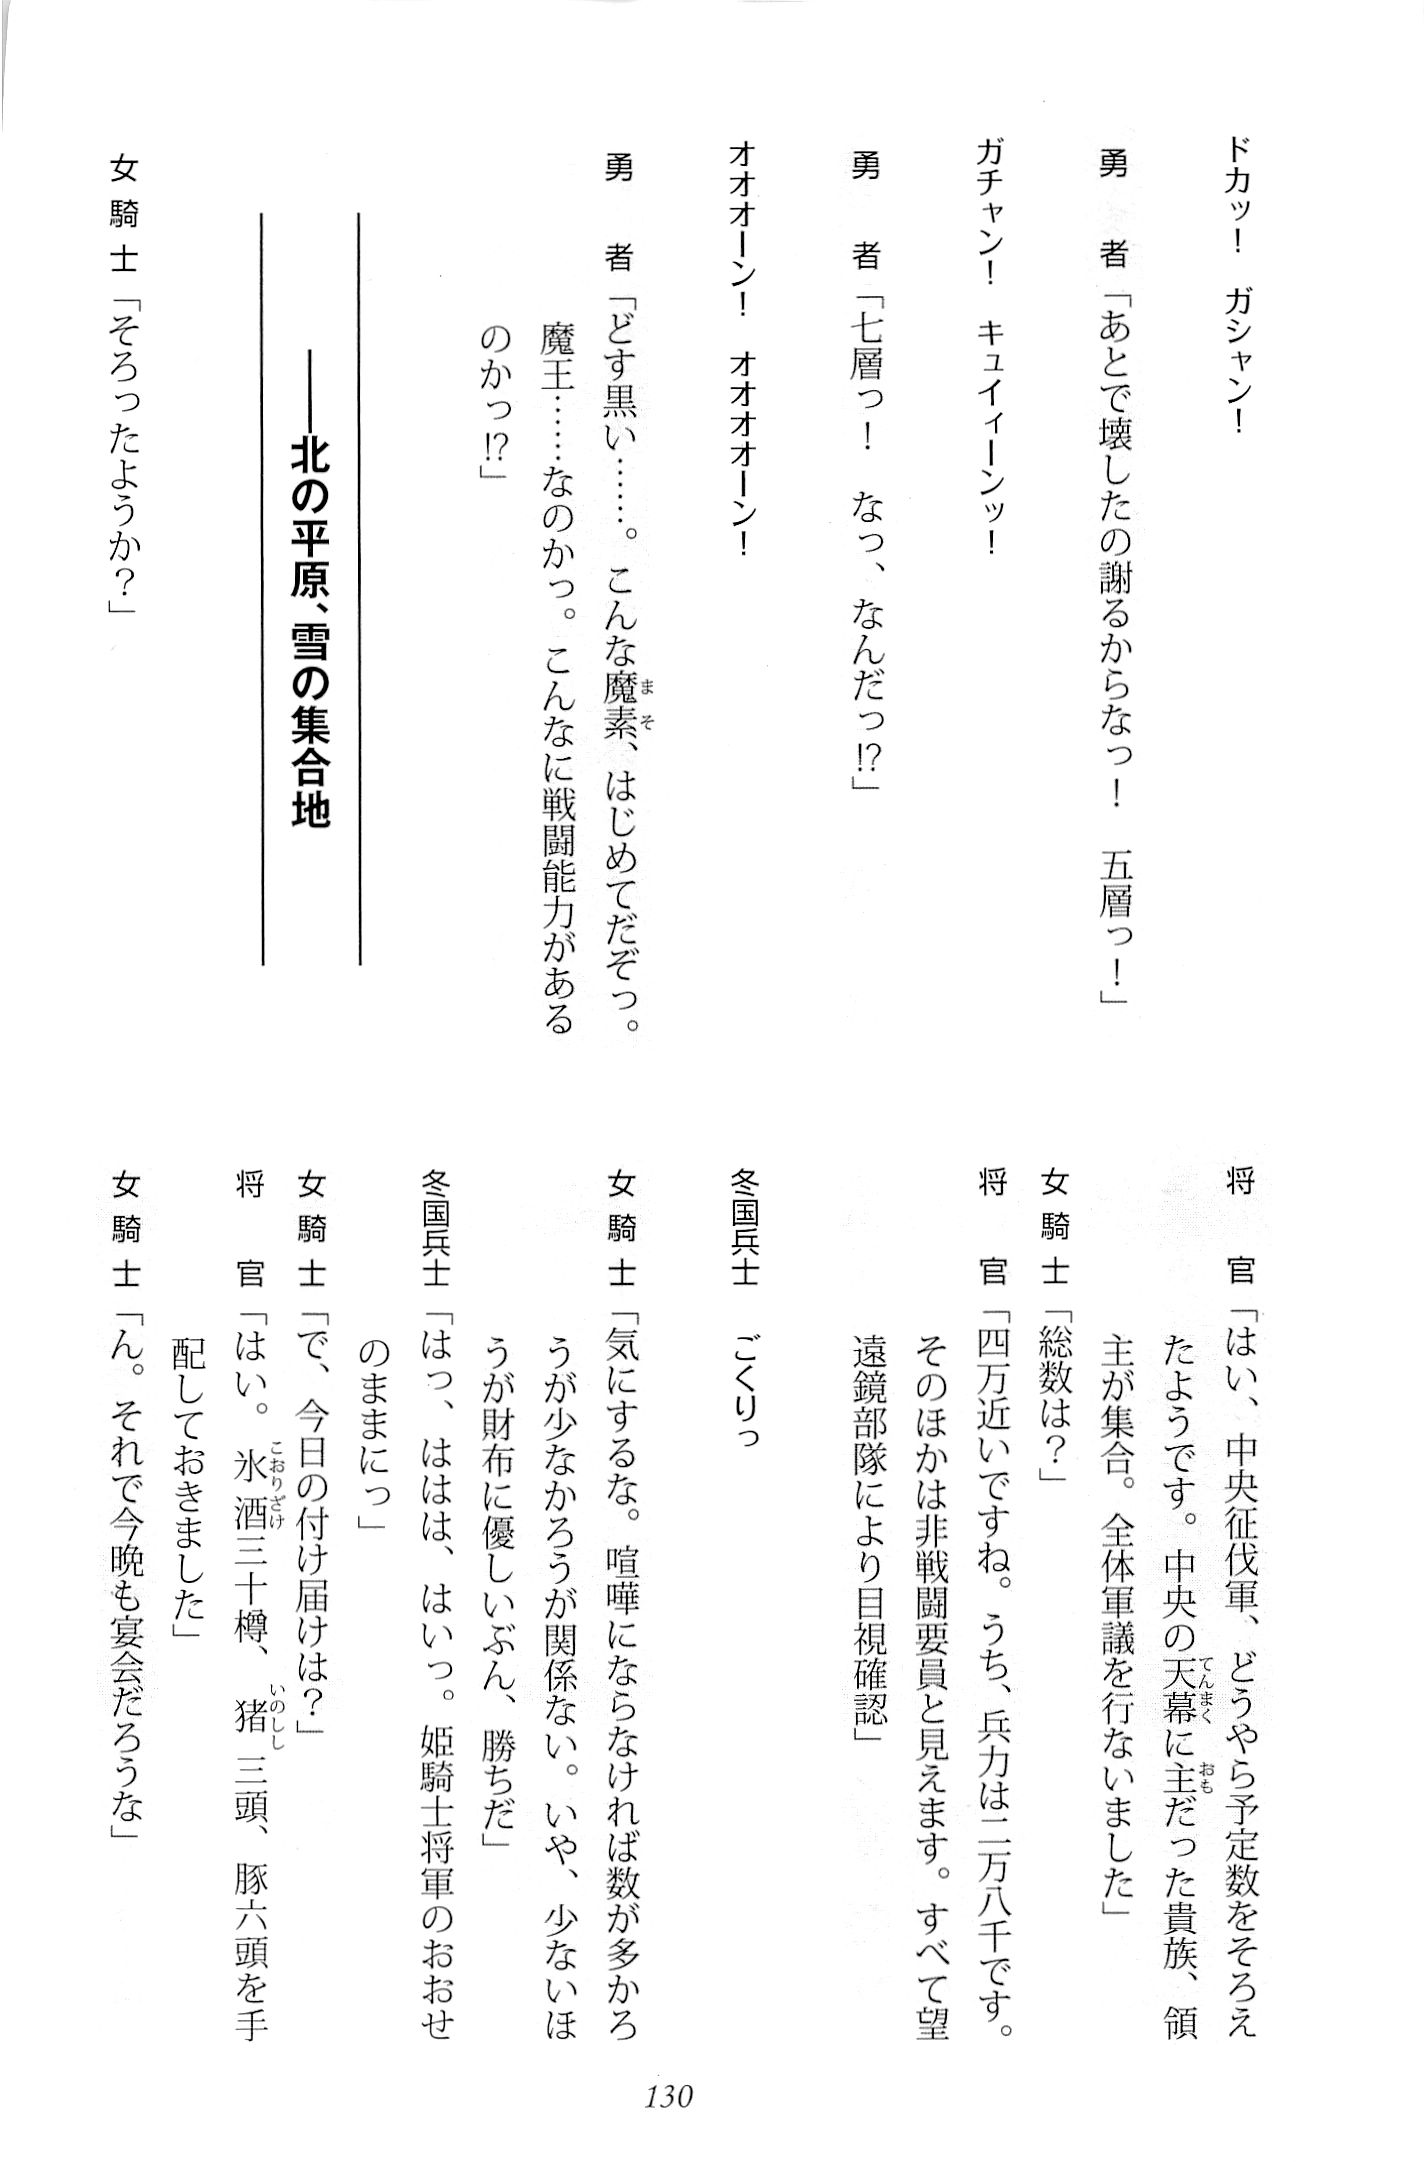 ドカッ！　ガシャン！
勇　者「あとで壊したの謝るからなっ！　五層っ！」
ガチャン！　キュイィーンッ！
勇　者「七層っ！　なっ、なんだっ!?」
オオオーン！　オオオオーン！
勇　者「どす黒い……。こんな魔素、はじめてだぞっ。
魔王……なのかっ。こんなに戦闘能力がある
のかっ!?」
――北の平原、雪の集合地
女騎士「そろったようか？」
将　官「はい、中央征伐軍、どうやら予定数をそろえ
たようです。中央の天幕に主だった貴族、領
主が集合。全体軍議を行ないました」
女騎士「総数は？」
将　官「四万近いですね。うち、兵力は二万八千です。
そのほかは非戦闘要員と見えます。すべて望
遠鏡部隊により目視確認」
冬国兵士　ごくりっ
女騎士「気にするな。喧嘩にならなければ数が多かろ
うが少なかろうが関係ない。いや、少ないほ
うが財布に優しいぶん、勝ちだ」
冬国兵士「はっ、ははは、はいっ。姫騎士将軍のおおせ
のままにっ」
女騎士「で、今日の付け届けは？」
将　官「はい。氷酒三十樽、猪三頭、豚六頭を手
配しておきました」
女騎士「ん。それで今晩も宴会だろうな」
130